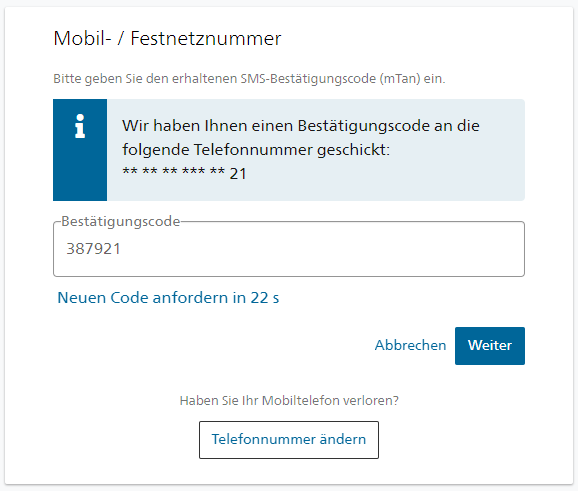 Mobil- / Festnetznummer
Bitte geben Sie den erhaltenen SMS-Bestätigungscode (mTan) ein.
Wir haben Ihnen einen Bestätigungscode an die
folgende Telefonnummer geschickt:
** ** ** *** ** 21
Bestätigungscode
387921
Neuen Code anfordern in 22 s
Abbrechen
Weiter
Haben Sie Ihr Mobiltelefon verloren?
Telefonnummer ändern